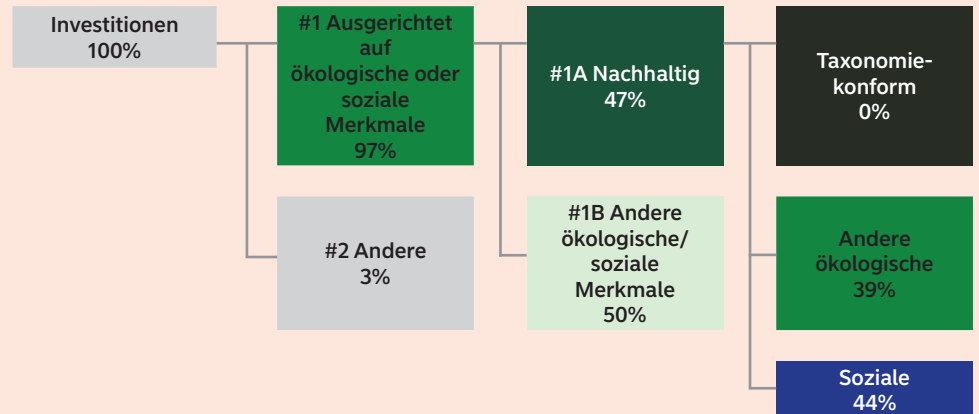 Investitionen
100%
#1 Ausgerichtet
auf
ökologische oder
soziale
Merkmale
97%
#2 Andere
3%
#1A Nachhaltig
47%
#1B Andere
ökologische/
soziale
Merkmale
50%
Taxonomie-
konform
0%
Andere
ökologische
39%
Soziale
44%